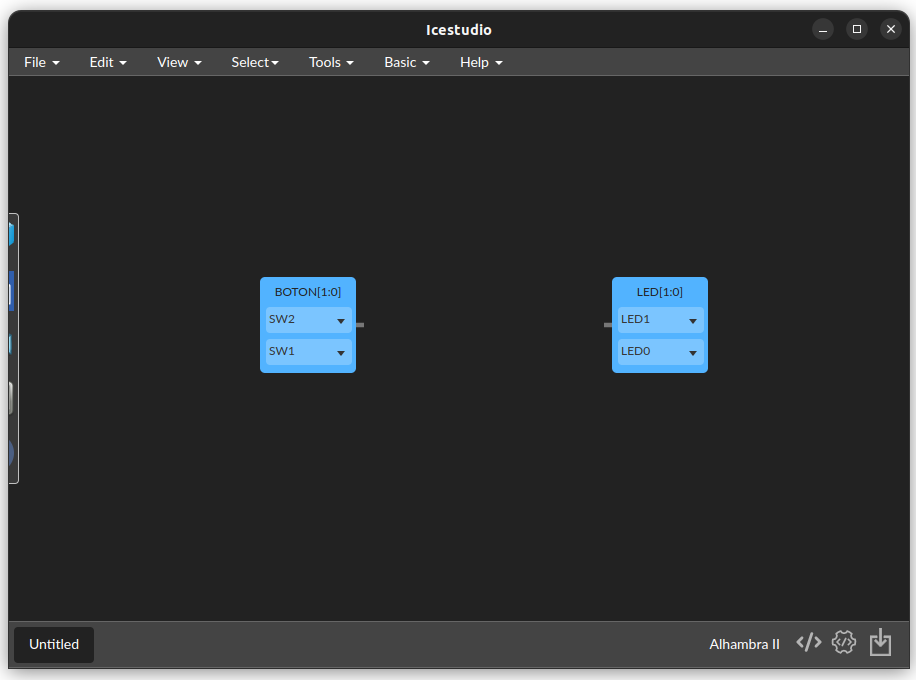 Icestudio
File Edit View Select Tools Basic Help
BOTON[1:0] LED[1:0]
SW2 LED1
SW1 LED0
Untitled Alhambra II </> </>